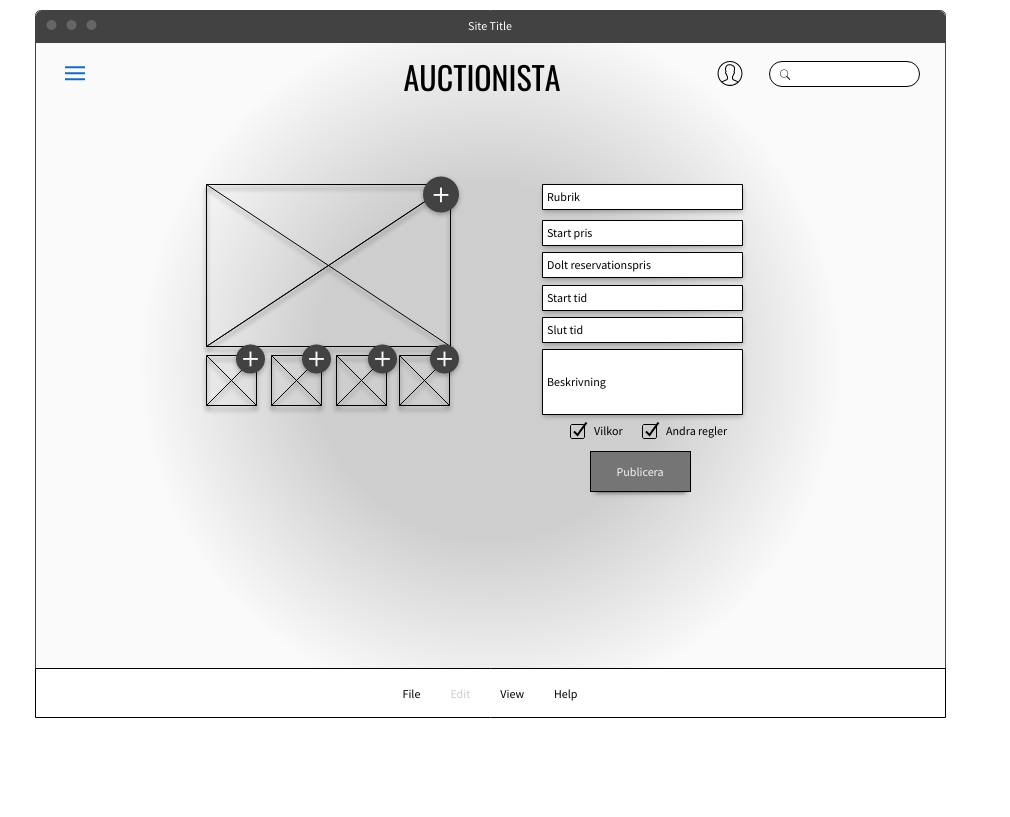 Site Title
AUCTIONISTA
Rubrik
Start pris
Dolt reservationspris
Start tid
Slut tid
Beskrivning
Vilkor Andra regler
Publicera
File Edit View Help